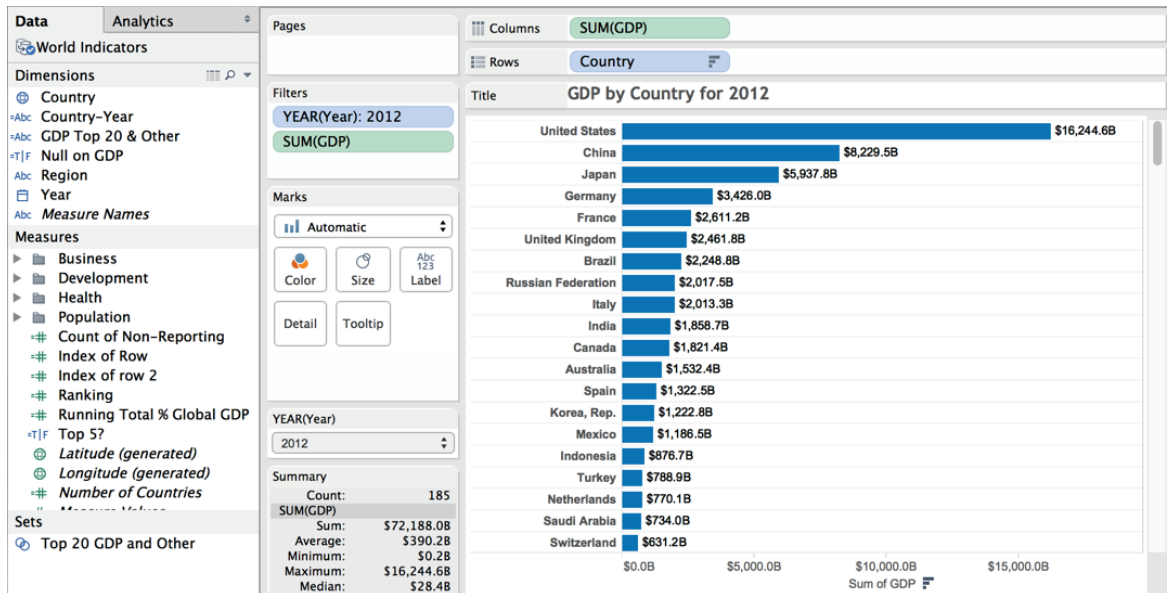 Data Analytics
World Indicators
Dimensions
Country
Abc Country-Year
Abc GDP Top 20 & Other
T|F Null on GDP
Abc Region
Year
Abc Measure Names
Measures
Business
Development
Health
Population
Count of Non-Reporting
Index of Row
Index of row 2
Ranking
Running Total % Global GDP
T|F Top 5?
Latitude (generated)
Longitude (generated)
Number of Countries
Sets
Top 20 GDP and Other
Pages
Filters
YEAR(Year): 2012
SUM(GDP)
Marks
Automatic
Color Size Abc 123 Label
Detail Tooltip
YEAR(Year)
2012
Summary
Count: 185
SUM(GDP)
Sum: $72,188.0B
Average: $390.2B
Minimum: $0.2B
Maximum: $16,244.6B
Median: $28.4B
Columns SUM(GDP)
Rows Country
Title GDP by Country for 2012
United States $16,244.6B
China $8,229.5B
Japan $5,937.8B
Germany $3,426.0B
France $2,611.2B
United Kingdom $2,461.8B
Brazil $2,248.8B
Russian Federation $2,017.5B
Italy $2,013.3B
India $1,858.7B
Canada $1,821.4B
Australia $1,532.4B
Spain $1,322.5B
Korea, Rep. $1,222.8B
Mexico $1,186.5B
Indonesia $876.7B
Turkey $788.9B
Netherlands $770.1B
Saudi Arabia $734.0B
Switzerland $631.2B
$0.0B $5,000.0B $10,000.0B $15,000.0B
Sum of GDP